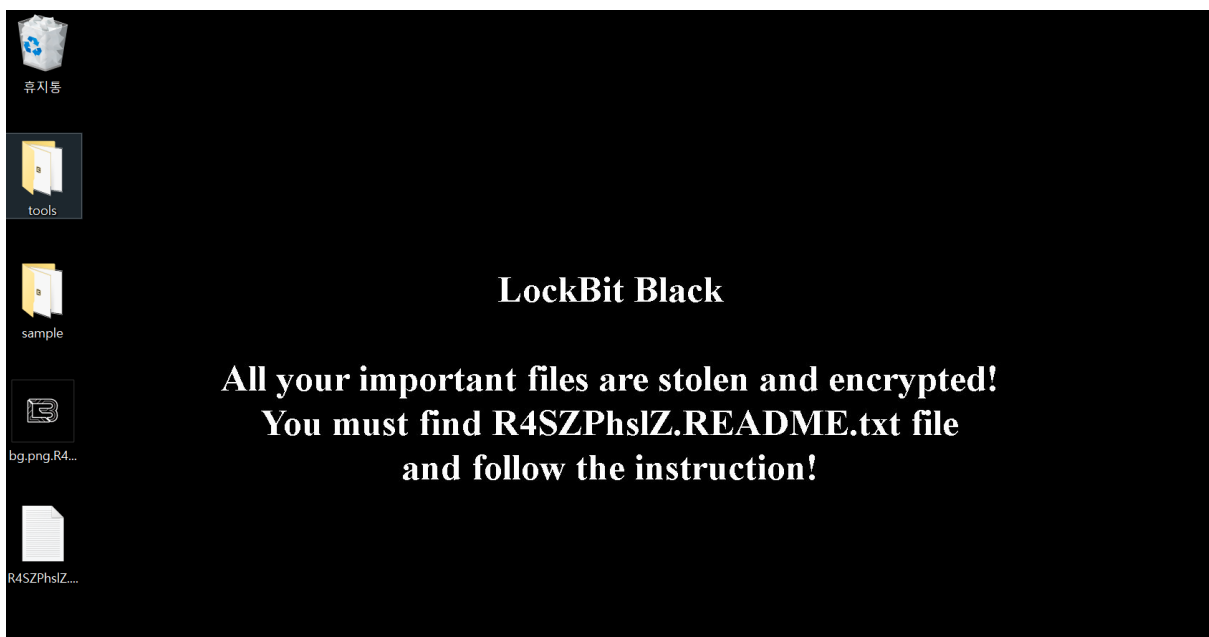 휴지통
tools
sample
bg.png.R4...
R4SZPhslZ....
LockBit Black
All your important files are stolen and encrypted!
You must find R4SZPhslZ.README.txt file
and follow the instruction!